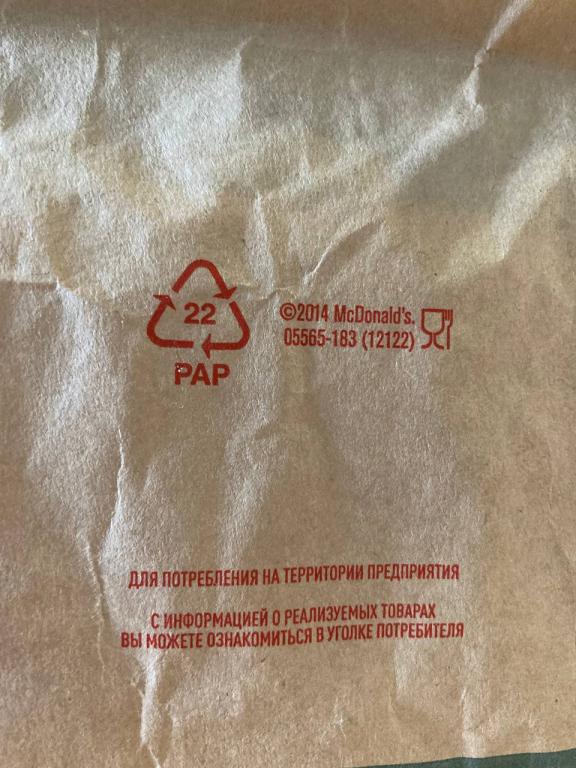 22
PAP
©2014 McDonald's.
05565-183 (12122)
ДЛЯ ПОТРЕБЛЕНИЯ НА ТЕРРИТОРИИ ПРЕДПРИЯТИЯ
С ИНФОРМАЦИЕЙ О РЕАЛИЗУЕМЫХ ТОВАРАХ
ВЫ МОЖЕТЕ ОЗНАКОМИТЬСЯ В УГОЛКЕ ПОТРЕБИТЕЛЯ